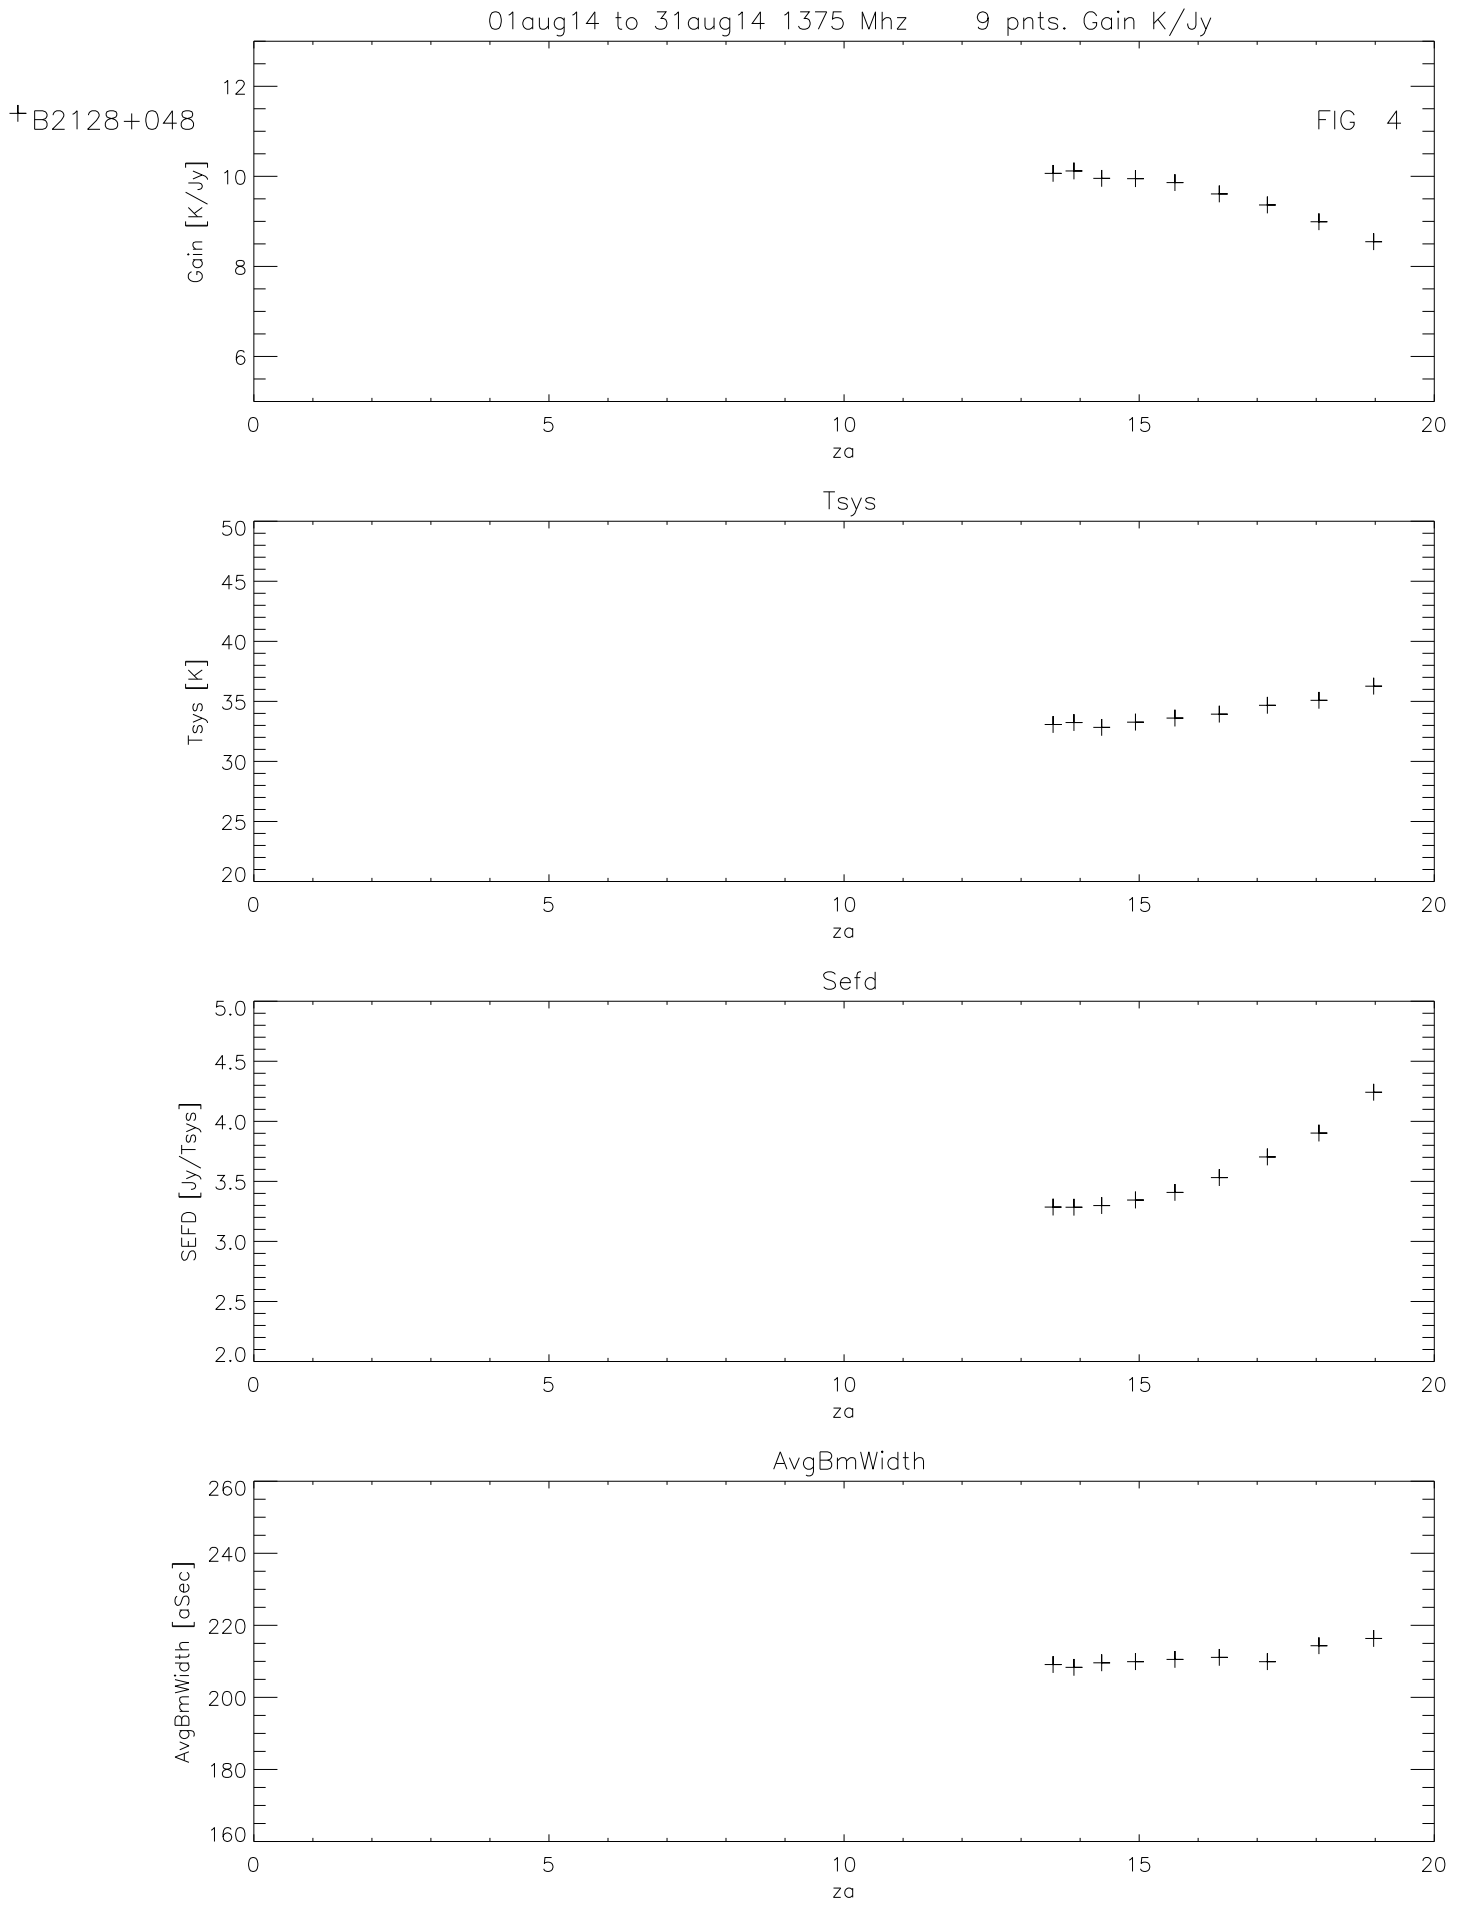 01aug14 to 31aug14 1375 Mhz 9 pnts. Gain K/Jy
+B2128+048
FIG 4
Gain [K/Jy]
12
10
8
6
0 5 10 15 20
za
Tsys
Tsys [K]
50
45
40
35
30
25
20
0 5 10 15 20
za
Sefd
SEFD [Jy/Tsys]
5.0
4.5
4.0
3.5
3.0
2.5
2.0
0 5 10 15 20
za
AvgBmWidth
AvgBmWidth [aSec]
260
240
220
200
180
160
0 5 10 15 20
za